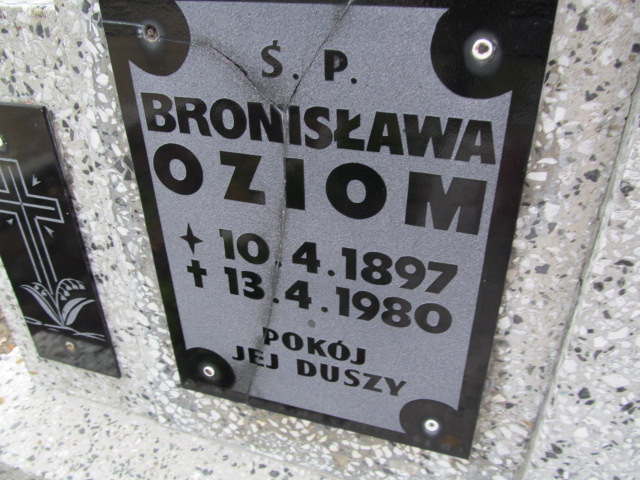 Ś. P.
BRONISŁAWA
OZIOM
✦ 10.4.1897
✝ 13.4.1980
POKÓJ
JEJ DUSZY